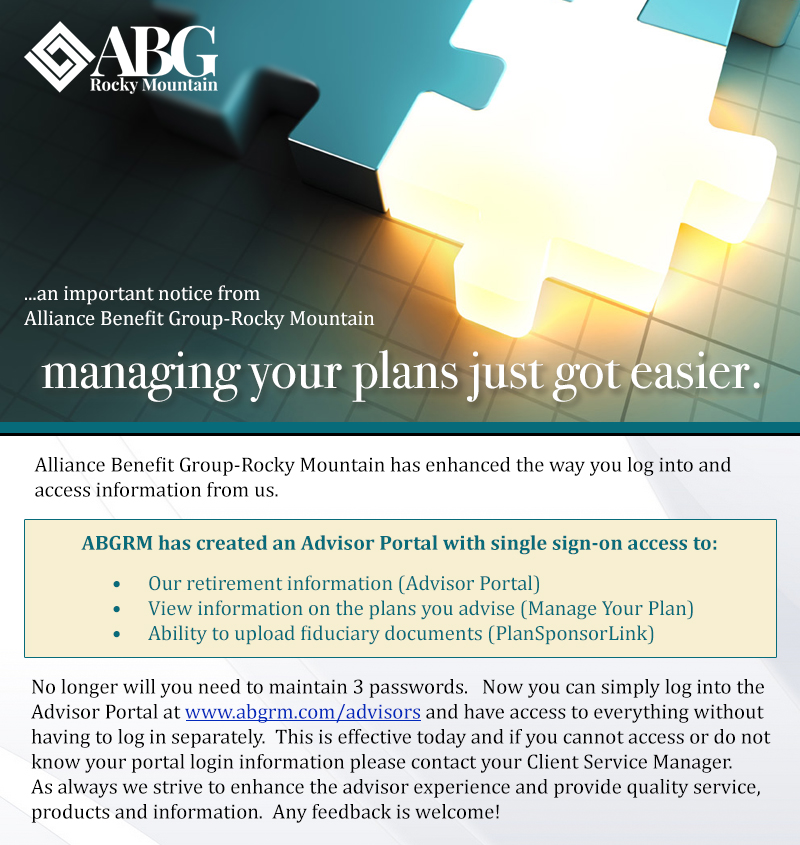 ABG
Rocky Mountain
...an important notice from
Alliance Benefit Group-Rocky Mountain
managing your plans just got easier.
Alliance Benefit Group-Rocky Mountain has enhanced the way you log into and
access information from us.
ABGRM has created an Advisor Portal with single sign-on access to:
• Our retirement information (Advisor Portal)
• View information on the plans you advise (Manage Your Plan)
• Ability to upload fiduciary documents (PlanSponsorLink)
No longer will you need to maintain 3 passwords.   Now you can simply log into the
Advisor Portal at www.abgrm.com/advisors and have access to everything without
having to log in separately.  This is effective today and if you cannot access or do not
know your portal login information please contact your Client Service Manager.
As always we strive to enhance the advisor experience and provide quality service,
products and information.  Any feedback is welcome!